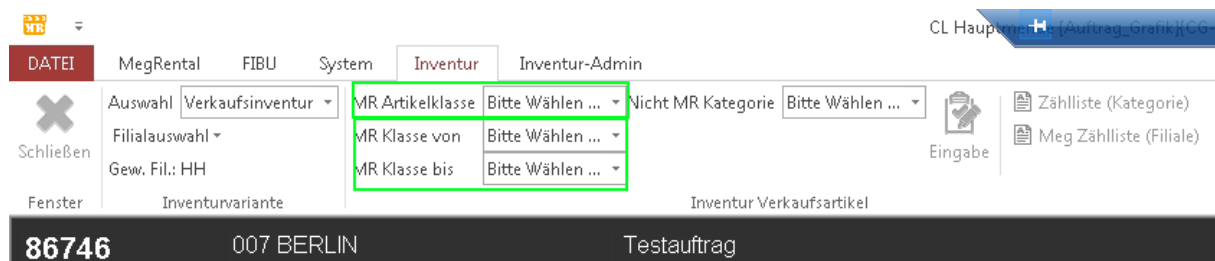 MR
CL Hauptmenüe [Auftrag_Grafik](CG-
DATEI MegRental FIBU System Inventur Inventur-Admin
Auswahl Verkaufsinventur MR Artikelklasse Bitte Wählen ... Nicht MR Kategorie Bitte Wählen ... Zählliste (Kategorie)
Schließen Filialauswahl MR Klasse von Bitte Wählen ... Eingabe Meg Zählliste (Filiale)
Gew. Fil.: HH MR Klasse bis Bitte Wählen ...
Fenster Inventurvariante Inventur Verkaufsartikel
86746 007 BERLIN Testauftrag